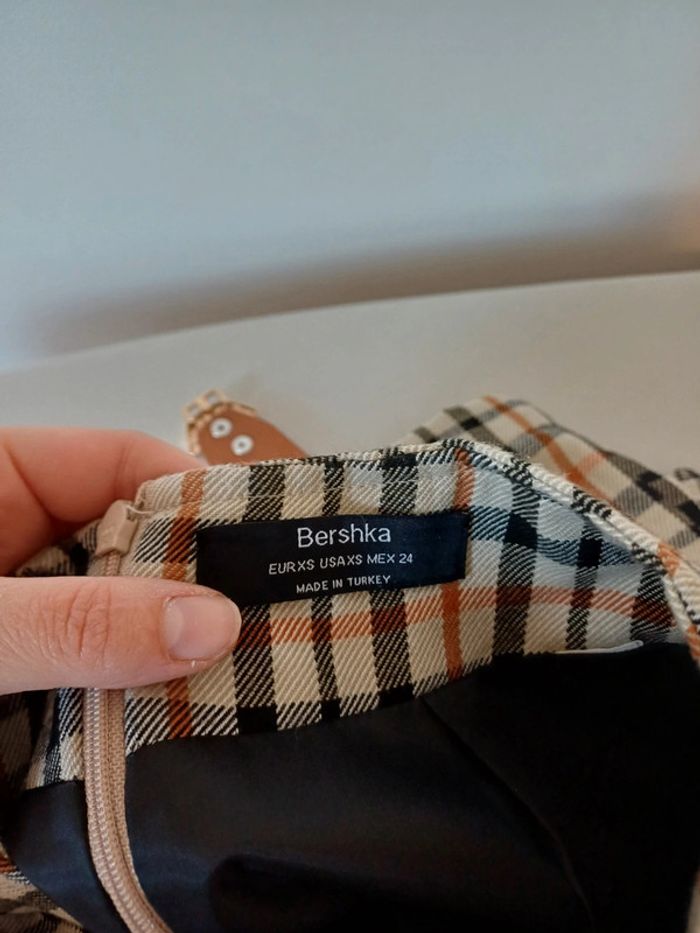 Bershka
EURXS USAXS MEX 24
MADE IN TURKEY